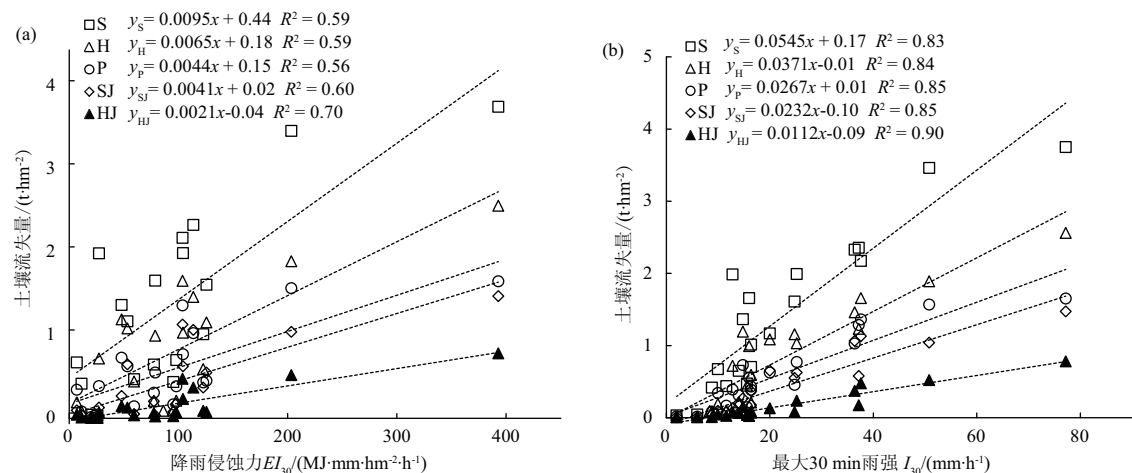 (a)
□ S y_S= 0.0095x + 0.44 R² = 0.59
△ H y_H= 0.0065x + 0.18 R² = 0.59
○ P y_P= 0.0044x + 0.15 R² = 0.56
◇ SJ y_SJ= 0.0041x + 0.02 R² = 0.60
▲ HJ y_HJ= 0.0021x-0.04 R² = 0.70
4
3
2
1
0
土壤流失量/(t·hm⁻²)
0 100 200 300 400
降雨侵蚀力EI₃₀/(MJ·mm·hm⁻²·h⁻¹)
(b)
□ S y_S= 0.0545x + 0.17 R² = 0.83
△ H y_H= 0.0371x-0.01 R² = 0.84
○ P y_P= 0.0267x + 0.01 R² = 0.85
◇ SJ y_SJ= 0.0232x-0.10 R² = 0.85
▲ HJ y_HJ= 0.0112x-0.09 R² = 0.90
5
4
3
2
1
0
土壤流失量/(t·hm⁻²)
0 20 40 60 80
最大30 min雨强 I₃₀/(mm·h⁻¹)